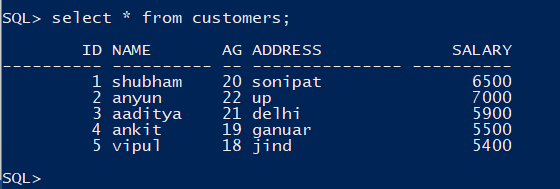 SQL> select * from customers;
ID NAME AG ADDRESS SALARY
---------- ---------- -- --------------- ----------
1 shubham 20 sonipat 6500
2 anyun 22 up 7000
3 aaditya 21 delhi 5900
4 ankit 19 ganuar 5500
5 vipul 18 jind 5400
SQL>